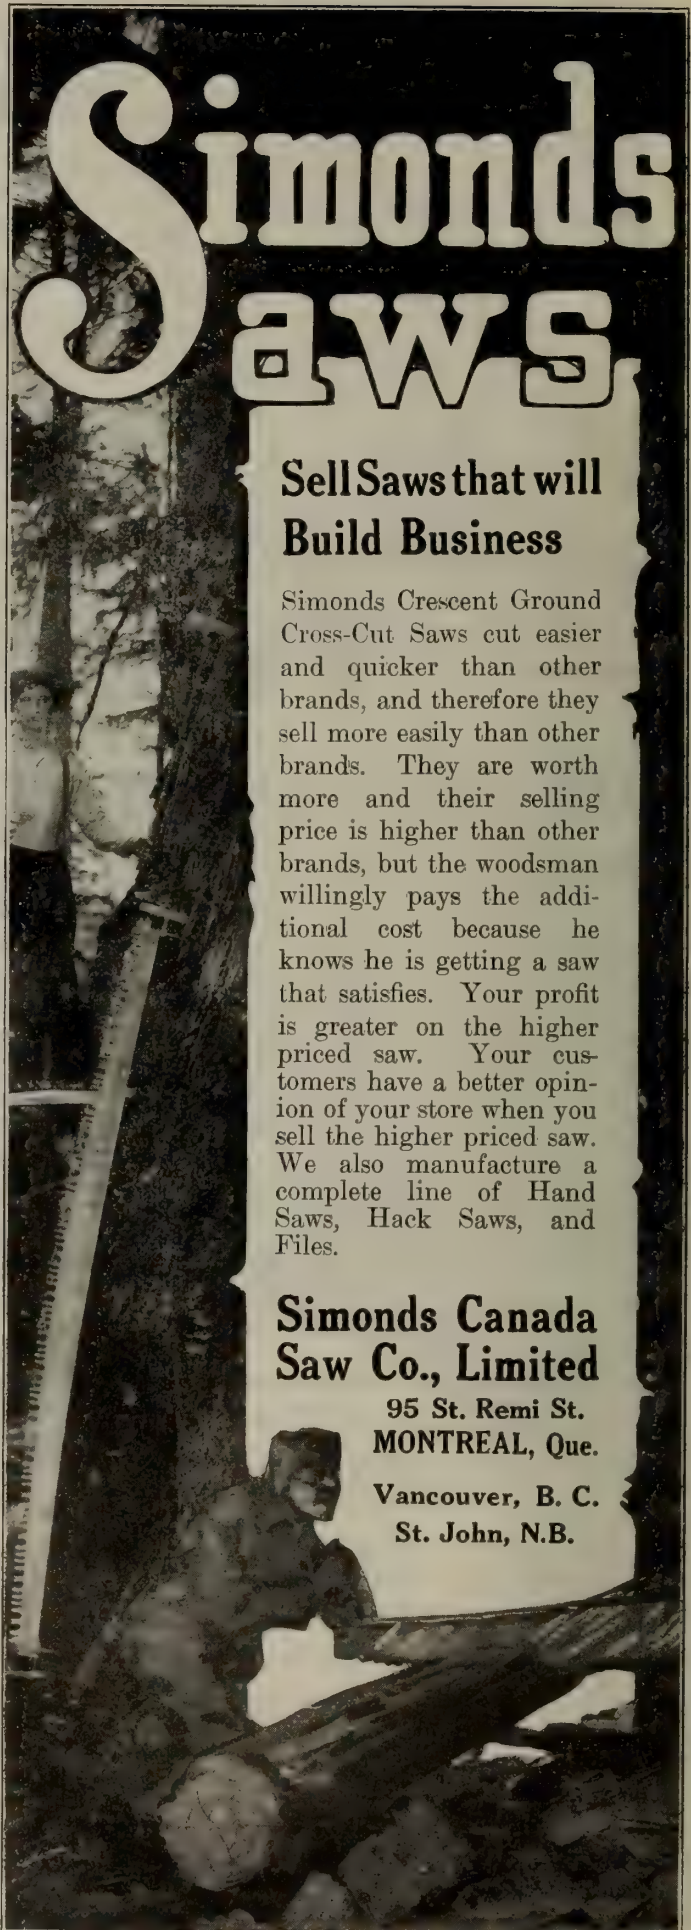 Simonds
Saws
Sell Saws that will
Build Business
Simonds Crescent Ground
Cross-Cut Saws cut easier
and quicker than other
brands, and therefore they
sell more easily than other
brands. They are worth
more and their selling
price is higher than other
brands, but the woodsman
willingly pays the addi-
tional cost because he
knows he is getting a saw
that satisfies. Your profit
is greater on the higher
priced saw. Your cus-
tomers have a better opin-
ion of your store when you
sell the higher priced saw.
We also manufacture a
complete line of Hand
Saws, Hack Saws, and
Files.
Simonds Canada
Saw Co., Limited
95 St. Remi St.
MONTREAL, Que.
Vancouver, B. C.
St. John, N.B.